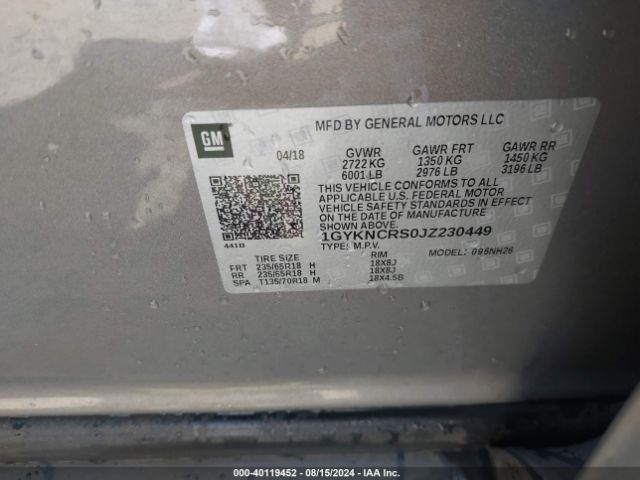 GM
MFD BY GENERAL MOTORS LLC
04/18 GVWR GAWR FRT GAWR RR
2722 KG 1350 KG 1450 KG
6001 LB 2976 LB 3196 LB
THIS VEHICLE CONFORMS TO ALL
APPLICABLE U.S. FEDERAL MOTOR
VEHICLE SAFETY STANDARDS IN EFFECT
ON THE DATE OF MANUFACTURE
SHOWN ABOVE.
1GYKNCRS0JZ230449
441B TYPE: M.P.V.
TIRE SIZE RIM MODEL: 096NH26
FRT 235/65R18 H 18X8J
RR 235/65R18 H 18X8J
SPA T135/70R18 M 18X4.5B
000-40119452 - 08/15/2024 - IAA Inc.